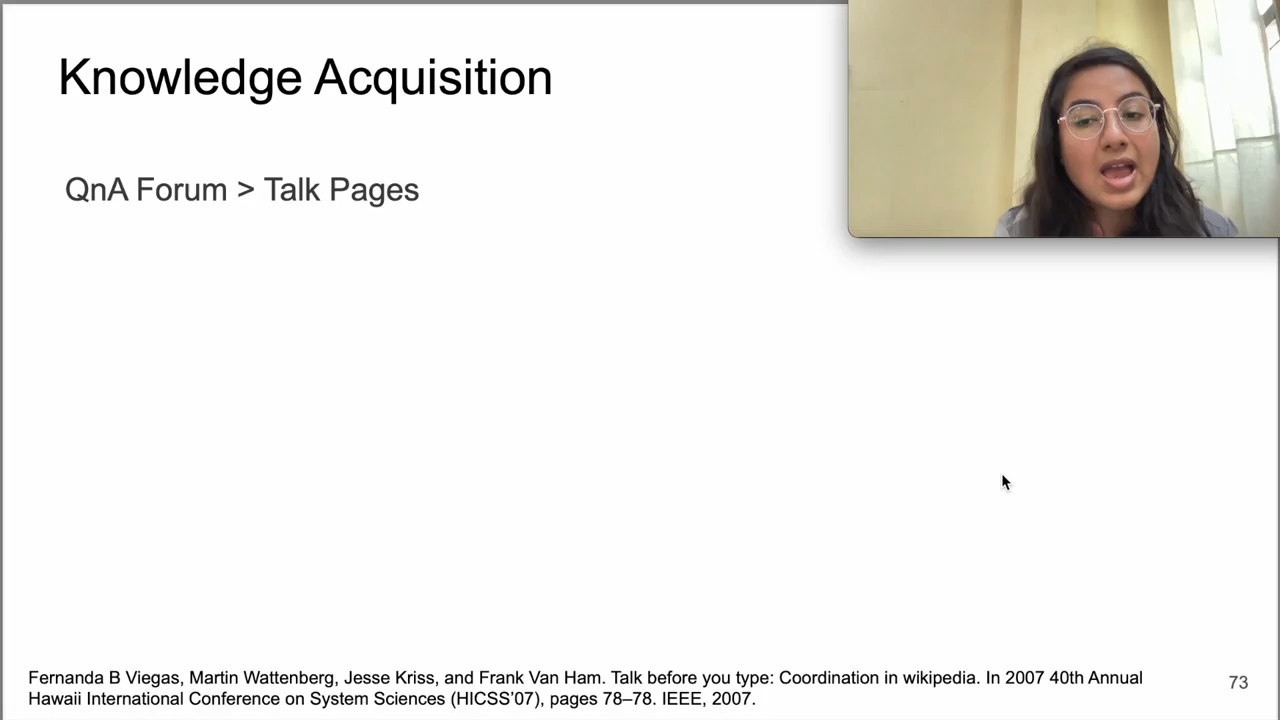 Knowledge Acquisition
QnA Forum > Talk Pages
Fernanda B Viegas, Martin Wattenberg, Jesse Kriss, and Frank Van Ham. Talk before you type: Coordination in wikipedia. In 2007 40th Annual
Hawaii International Conference on System Sciences (HICSS'07), pages 78–78. IEEE, 2007.
73